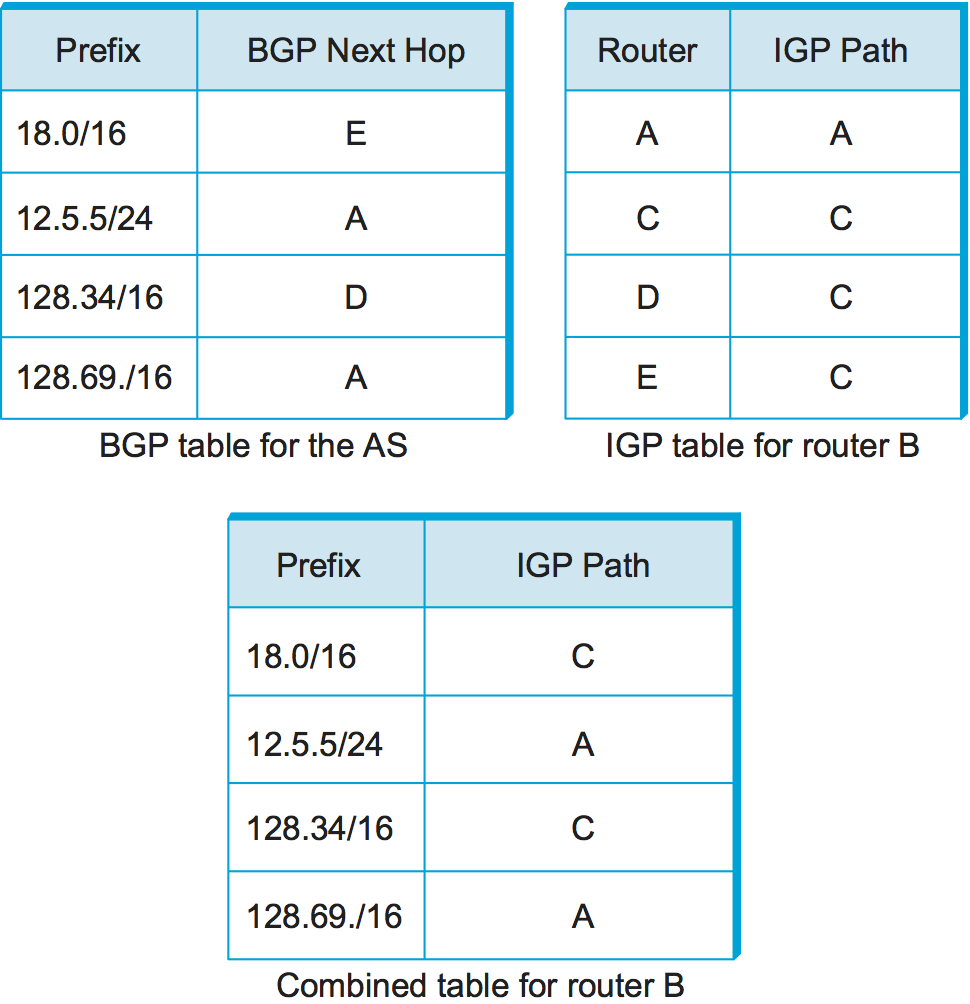 Prefix BGP Next Hop
18.0/16 E
12.5.5/24 A
128.34/16 D
128.69./16 A
BGP table for the AS
Router IGP Path
A A
C C
D C
E C
IGP table for router B
Prefix IGP Path
18.0/16 C
12.5.5/24 A
128.34/16 C
128.69./16 A
Combined table for router B